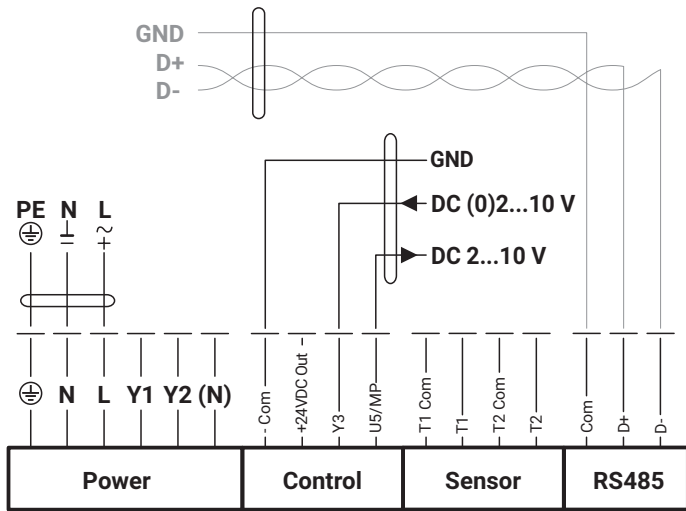 GND
D+
D-
GND
DC (0)2...10 V
DC 2...10 V
PE N L
N L Y1 Y2 (N)
- Com
+24VDC Out -
Y3
U5/MP
T1 Com
T1
T2 Com
T2
Com
D+
D-
Power Control Sensor RS485